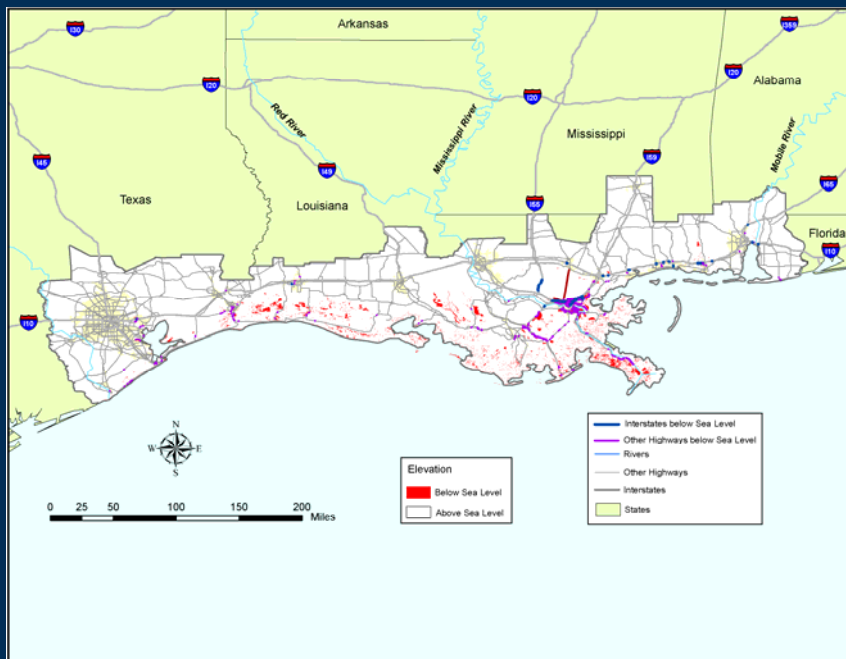 Arkansas
I30
I359
I20
I20
I20
Alabama
Red River
Mississippi River
Mississippi
Mobile River
I45
I49
I59
Texas
Louisiana
I55
I65
Florida
I10
I10
N
W E
S
0 25 50 100 150 200
Miles
Elevation
Below Sea Level
Above Sea Level
Interstates below Sea Level
Other Highways below Sea Level
Rivers
Other Highways
Interstates
States